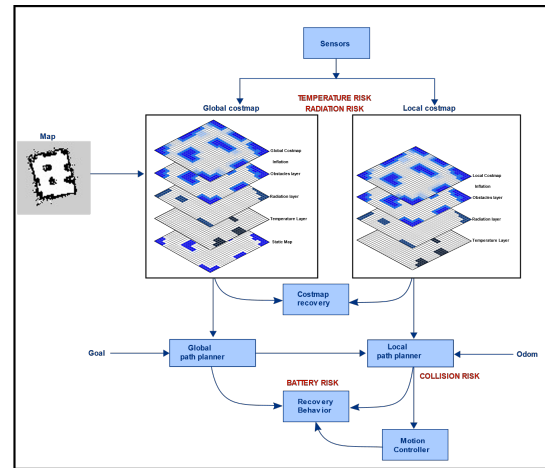 Sensors
TEMPERATURE RISK
RADIATION RISK
Global costmap
Local costmap
Map
Global Costmap
Inflation
Obstacles layer
Radiation layer
Temperature Layer
Static Map
Local Costmap
Inflation
Obstacles layer
Radiation layer
Temperature Layer
Costmap
recovery
Goal
Global
path planner
Local
path planner
Odom
BATTERY RISK
COLLISION RISK
Recovery
Behavior
Motion
Controller